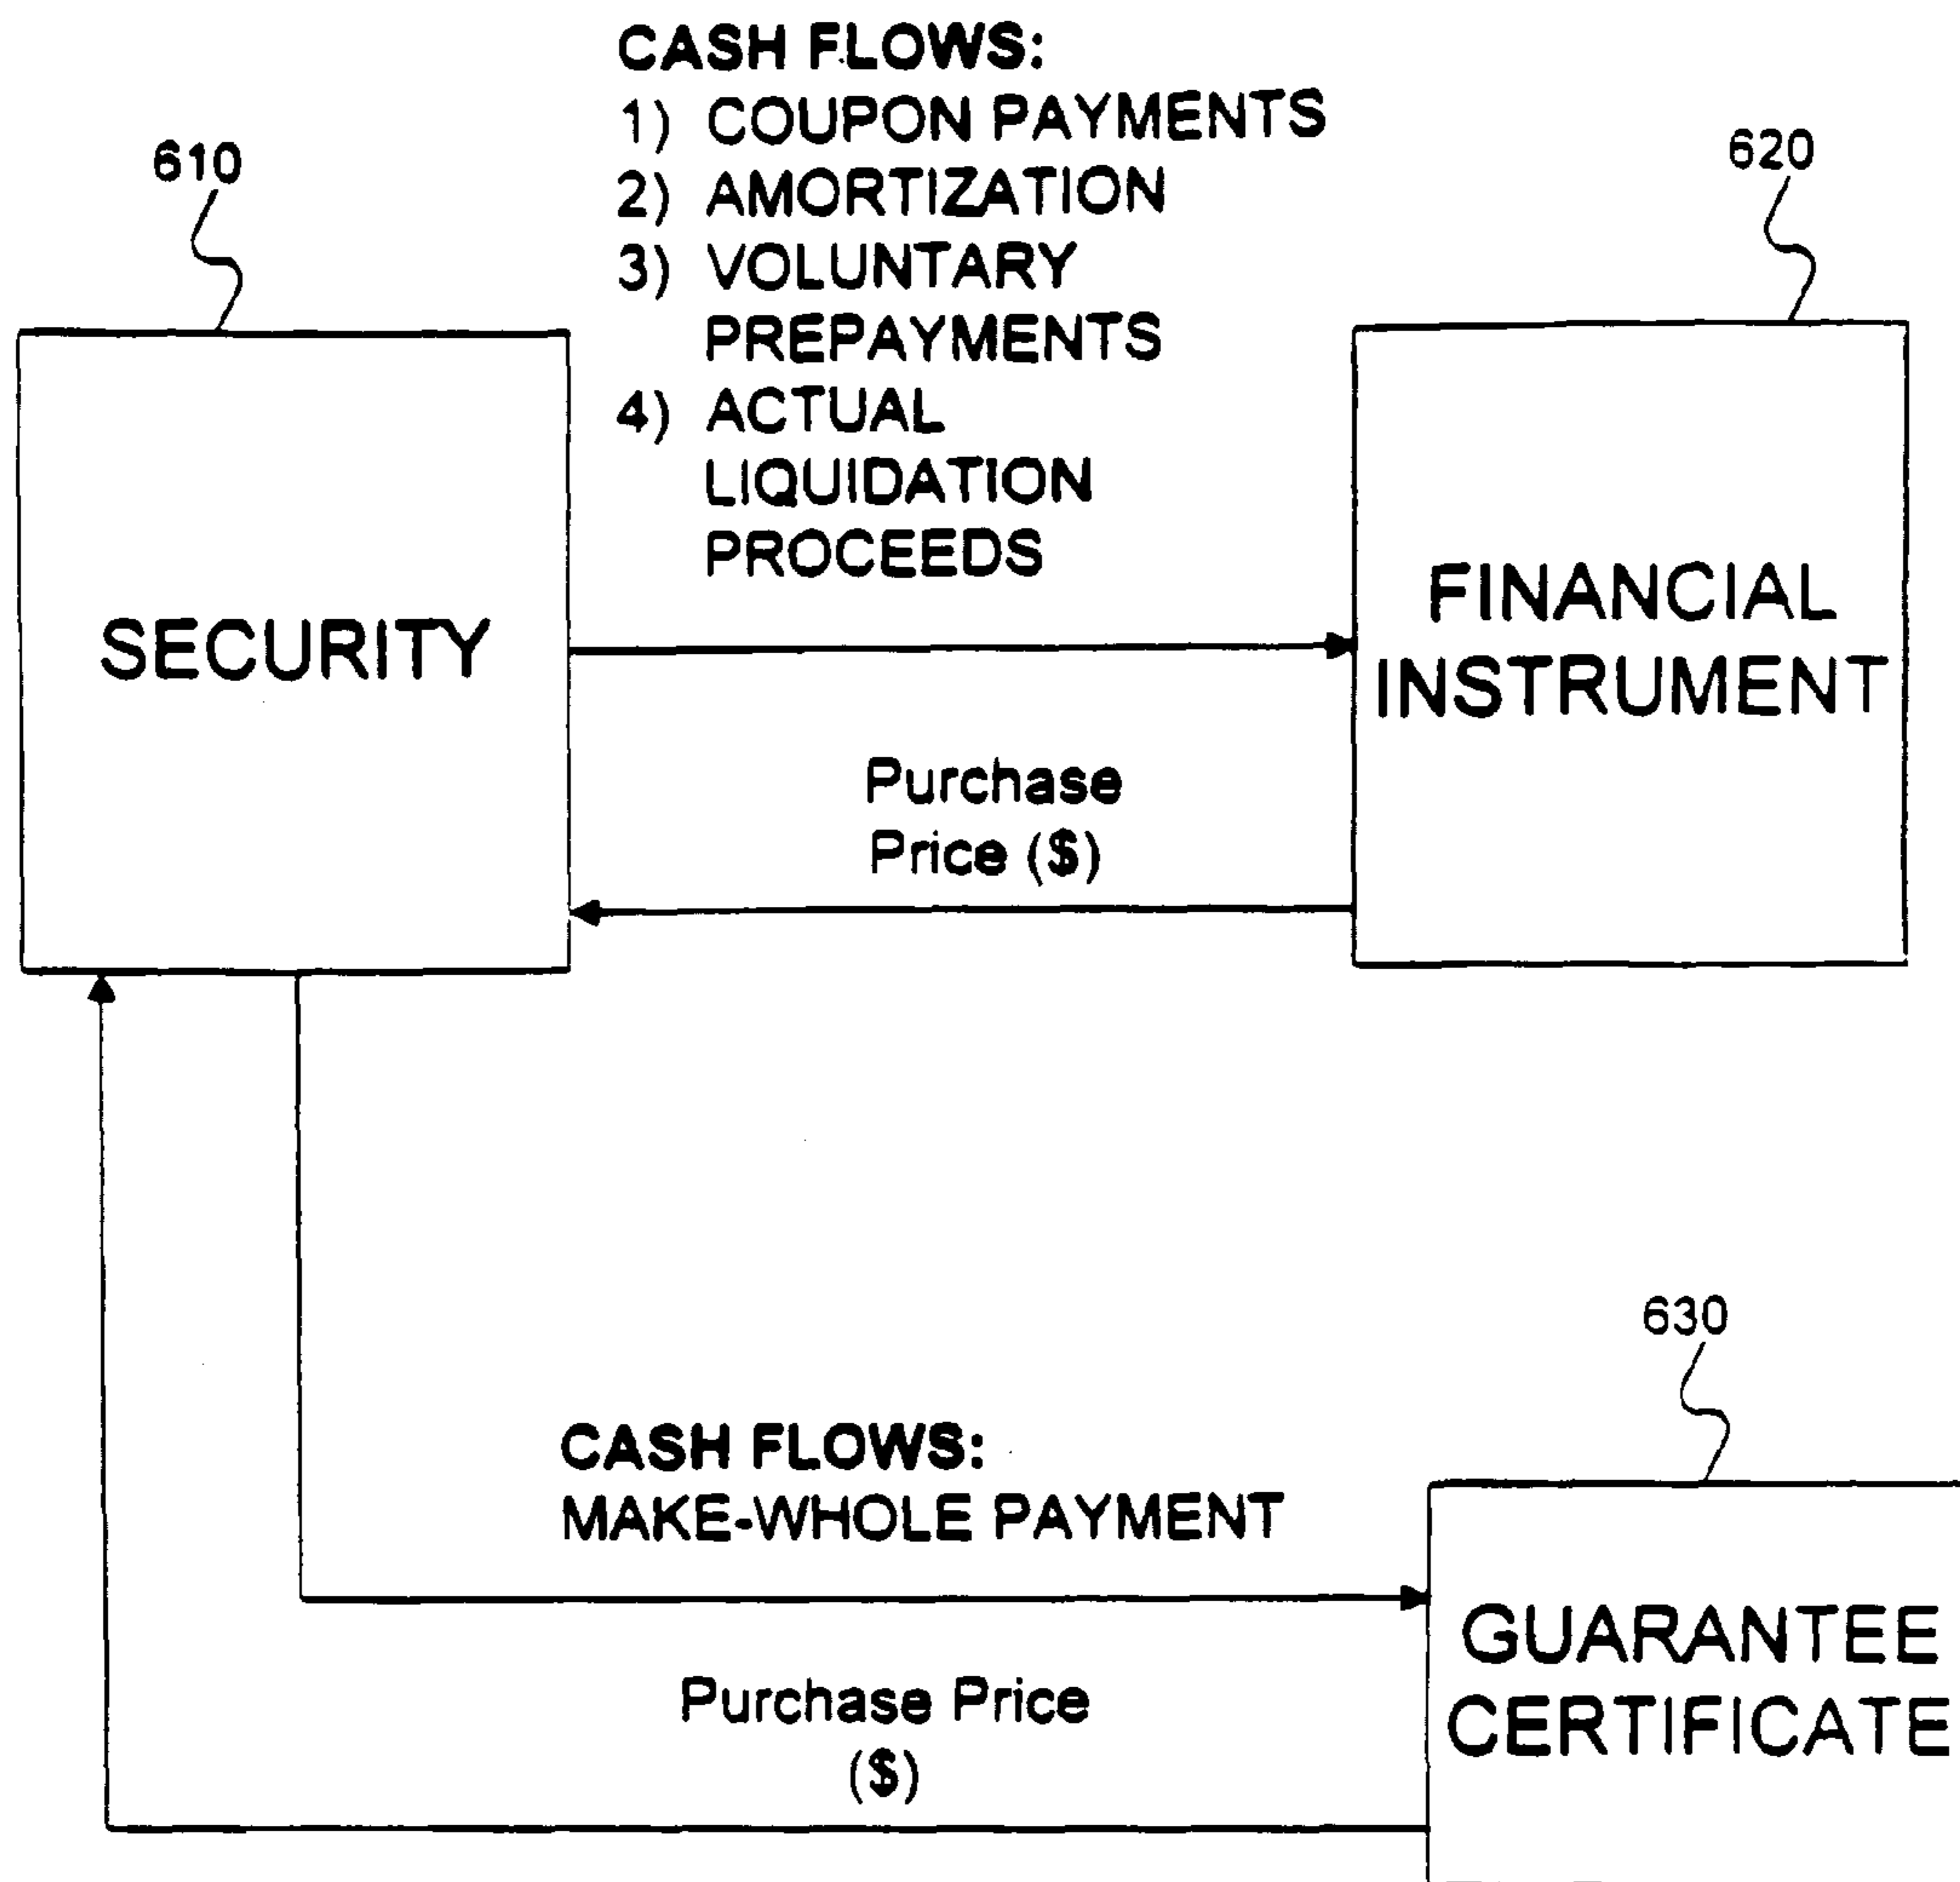 CASH FLOWS:
1) COUPON PAYMENTS
2) AMORTIZATION
3) VOLUNTARY
PREPAYMENTS
4) ACTUAL
LIQUIDATION
PROCEEDS
610
620
SECURITY
FINANCIAL
INSTRUMENT
Purchase
Price ($)
630
CASH FLOWS:
MAKE-WHOLE PAYMENT
GUARANTEE
CERTIFICATE
Purchase Price
($)